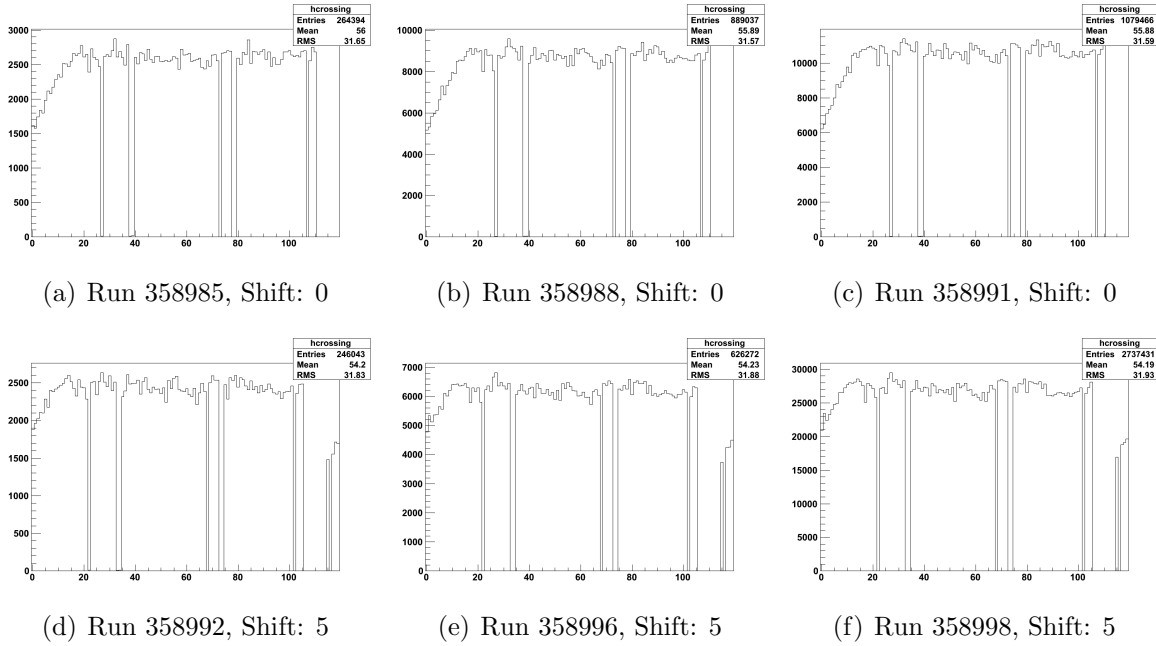 hcrossing
Entries 264394
Mean 56
RMS 31.65
3000
2500
2000
1500
1000
500
0
0 20 40 60 80 100
(a) Run 358985, Shift: 0
hcrossing
Entries 889037
Mean 55.89
RMS 31.57
10000
8000
6000
4000
2000
0
0 20 40 60 80 100
(b) Run 358988, Shift: 0
hcrossing
Entries 1079466
Mean 55.88
RMS 31.59
10000
8000
6000
4000
2000
0
0 20 40 60 80 100
(c) Run 358991, Shift: 0
hcrossing
Entries 246043
Mean 54.2
RMS 31.83
2500
2000
1500
1000
500
0
0 20 40 60 80 100
(d) Run 358992, Shift: 5
hcrossing
Entries 626272
Mean 54.23
RMS 31.88
7000
6000
5000
4000
3000
2000
1000
0
0 20 40 60 80 100
(e) Run 358996, Shift: 5
hcrossing
Entries 2737431
Mean 54.19
RMS 31.93
30000
25000
20000
15000
10000
5000
0
0 20 40 60 80 100
(f) Run 358998, Shift: 5